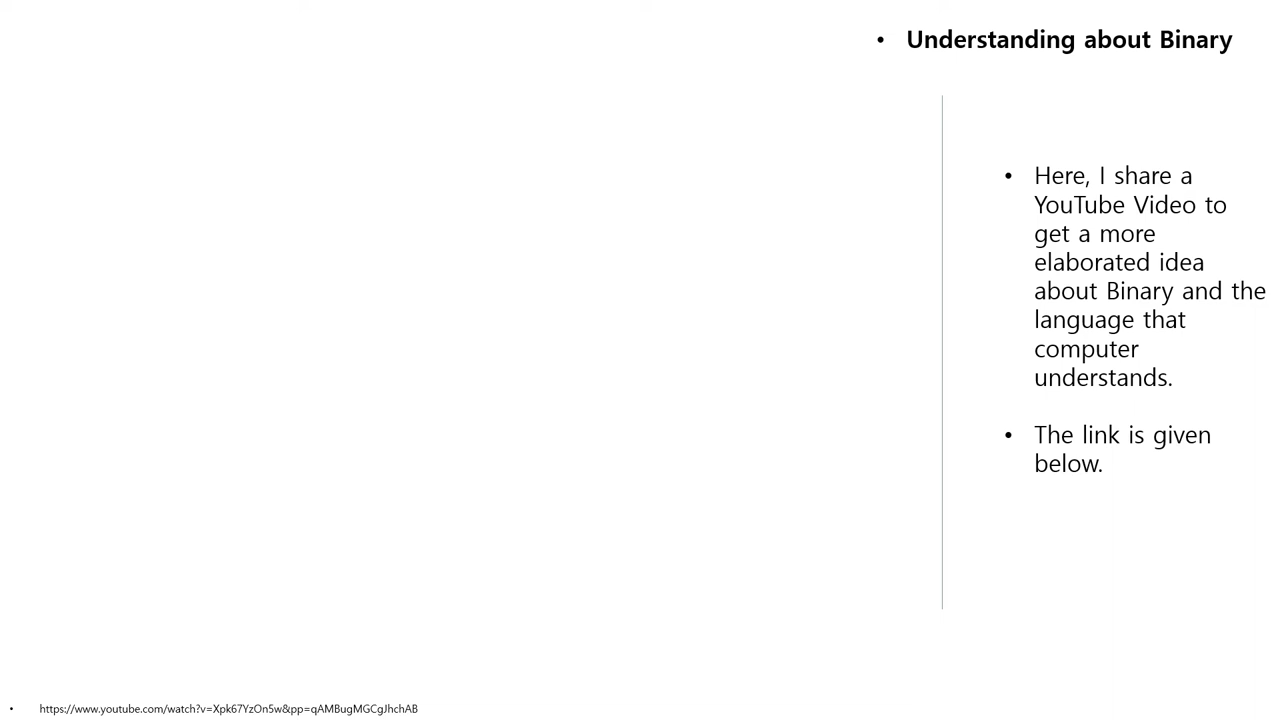 • Understanding about Binary
• Here, I share a
YouTube Video to
get a more
elaborated idea
about Binary and the
language that
computer
understands.
• The link is given
below.
• https://www.youtube.com/watch?v=Xpk67YzOn5w&pp=qAMBugMGCgJhchAB